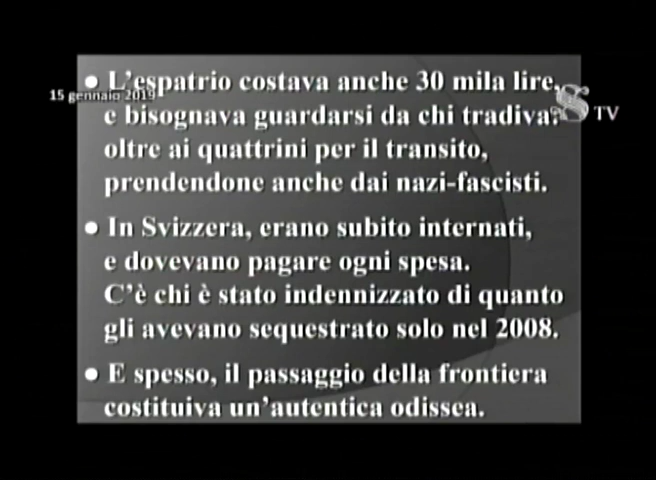 ● L'espatrio costava anche 30 mila lire,
15 gennaio 2019
e bisognava guardarsi da chi tradiva:
S TV
oltre ai quattrini per il transito,
prendendone anche dai nazi-fascisti.
● In Svizzera, erano subito internati,
e dovevano pagare ogni spesa.
C'è chi è stato indennizzato di quanto
gli avevano sequestrato solo nel 2008.
● E spesso, il passaggio della frontiera
costituiva un'autentica odissea.